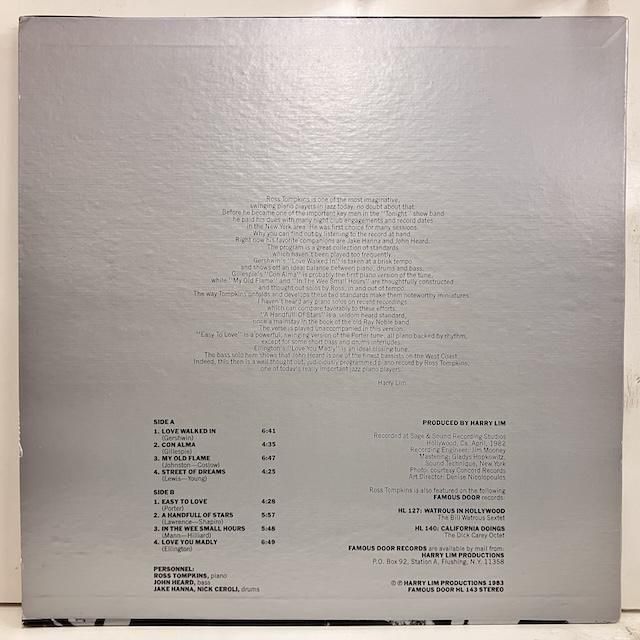 Ross Tompkins is one of the most imaginative,
swinging piano players in jazz today, no doubt about that.
Before he became one of the important key men in the "Tonight" show band
he paid his dues with many night club engagements and record dates
in the New York area. He was first choice for many sessions.
Why you can find out by listening to the record at hand.
Right now his favorite companions are Jake Hanna and John Heard.
The program is a great collection of standards
which haven't been played too frequently.
Gershwin's "Love Walked In" is taken at a brisk tempo
and shows off an ideal balance between piano, drums and bass.
Gillespie's "Con Alma" is probably the first piano version of the tune,
while "My Old Flame" and "In The Wee Small Hours" are thoughtfully constructed
and thought out solos by Ross, in and out of tempo.
The way Tompkins unfolds and develops these two standards make them noteworthy miniatures.
I haven't heard any piano solos on recent recordings
which can compare favorably to these efforts.
"A Handfull Of Stars" is a seldom heard standard,
once a mainstay in the book of the old Ray Noble band.
The verse is played unaccompanied in this version.
"Easy To Love" is a powerful, swinging version of the Porter tune, all piano backed by rhythm,
except for some short bass and drums interludes.
Ellington's "Love You Madly" is an ideal closing tune.
The bass solo here shows that John Heard is one of the finest bassists on the West Coast.
Indeed, this then is a well thought out, judiciously programmed piano record by Ross Tompkins,
one of today's really important jazz piano players.
Harry Lim
SIDE A
1. LOVE WALKED IN 6:41
(Gershwin)
2. CON ALMA 4:35
(Gillespie)
3. MY OLD FLAME 6:47
(Johnston—Coslow)
4. STREET OF DREAMS 4:25
(Lewis—Young)
SIDE B
1. EASY TO LOVE 4:28
(Porter)
2. A HANDFULL OF STARS 5:57
(Lawrence—Shapiro)
3. IN THE WEE SMALL HOURS 5:48
(Mann—Hilliard)
4. LOVE YOU MADLY 6:49
(Ellington)
PERSONNEL:
ROSS TOMPKINS, piano
JOHN HEARD, bass
JAKE HANNA, NICK CEROLI, drums
PRODUCED BY HARRY LIM
Recorded at Sage & Sound Recording Studios
Hollywood, Ca. April, 1982
Recording Engineer: Jim Mooney
Mastering: Gladys Hopkowitz,
Sound Technique, New York
Photo: courtesy Concord Records
Art Director: Denise Nicolopoulos
Ross Tompkins is also featured on the following
FAMOUS DOOR records:
HL 127: WATROUS IN HOLLYWOOD
The Bill Watrous Sextet
HL 140: CALIFORNIA DOINGS
The Dick Cary Octet
FAMOUS DOOR RECORDS are available by mail from:
HARRY LIM PRODUCTIONS
P.O. Box 92, Station A, Flushing, N.Y. 11358
© ℗ HARRY LIM PRODUCTIONS 1983
FAMOUS DOOR HL 143 STEREO